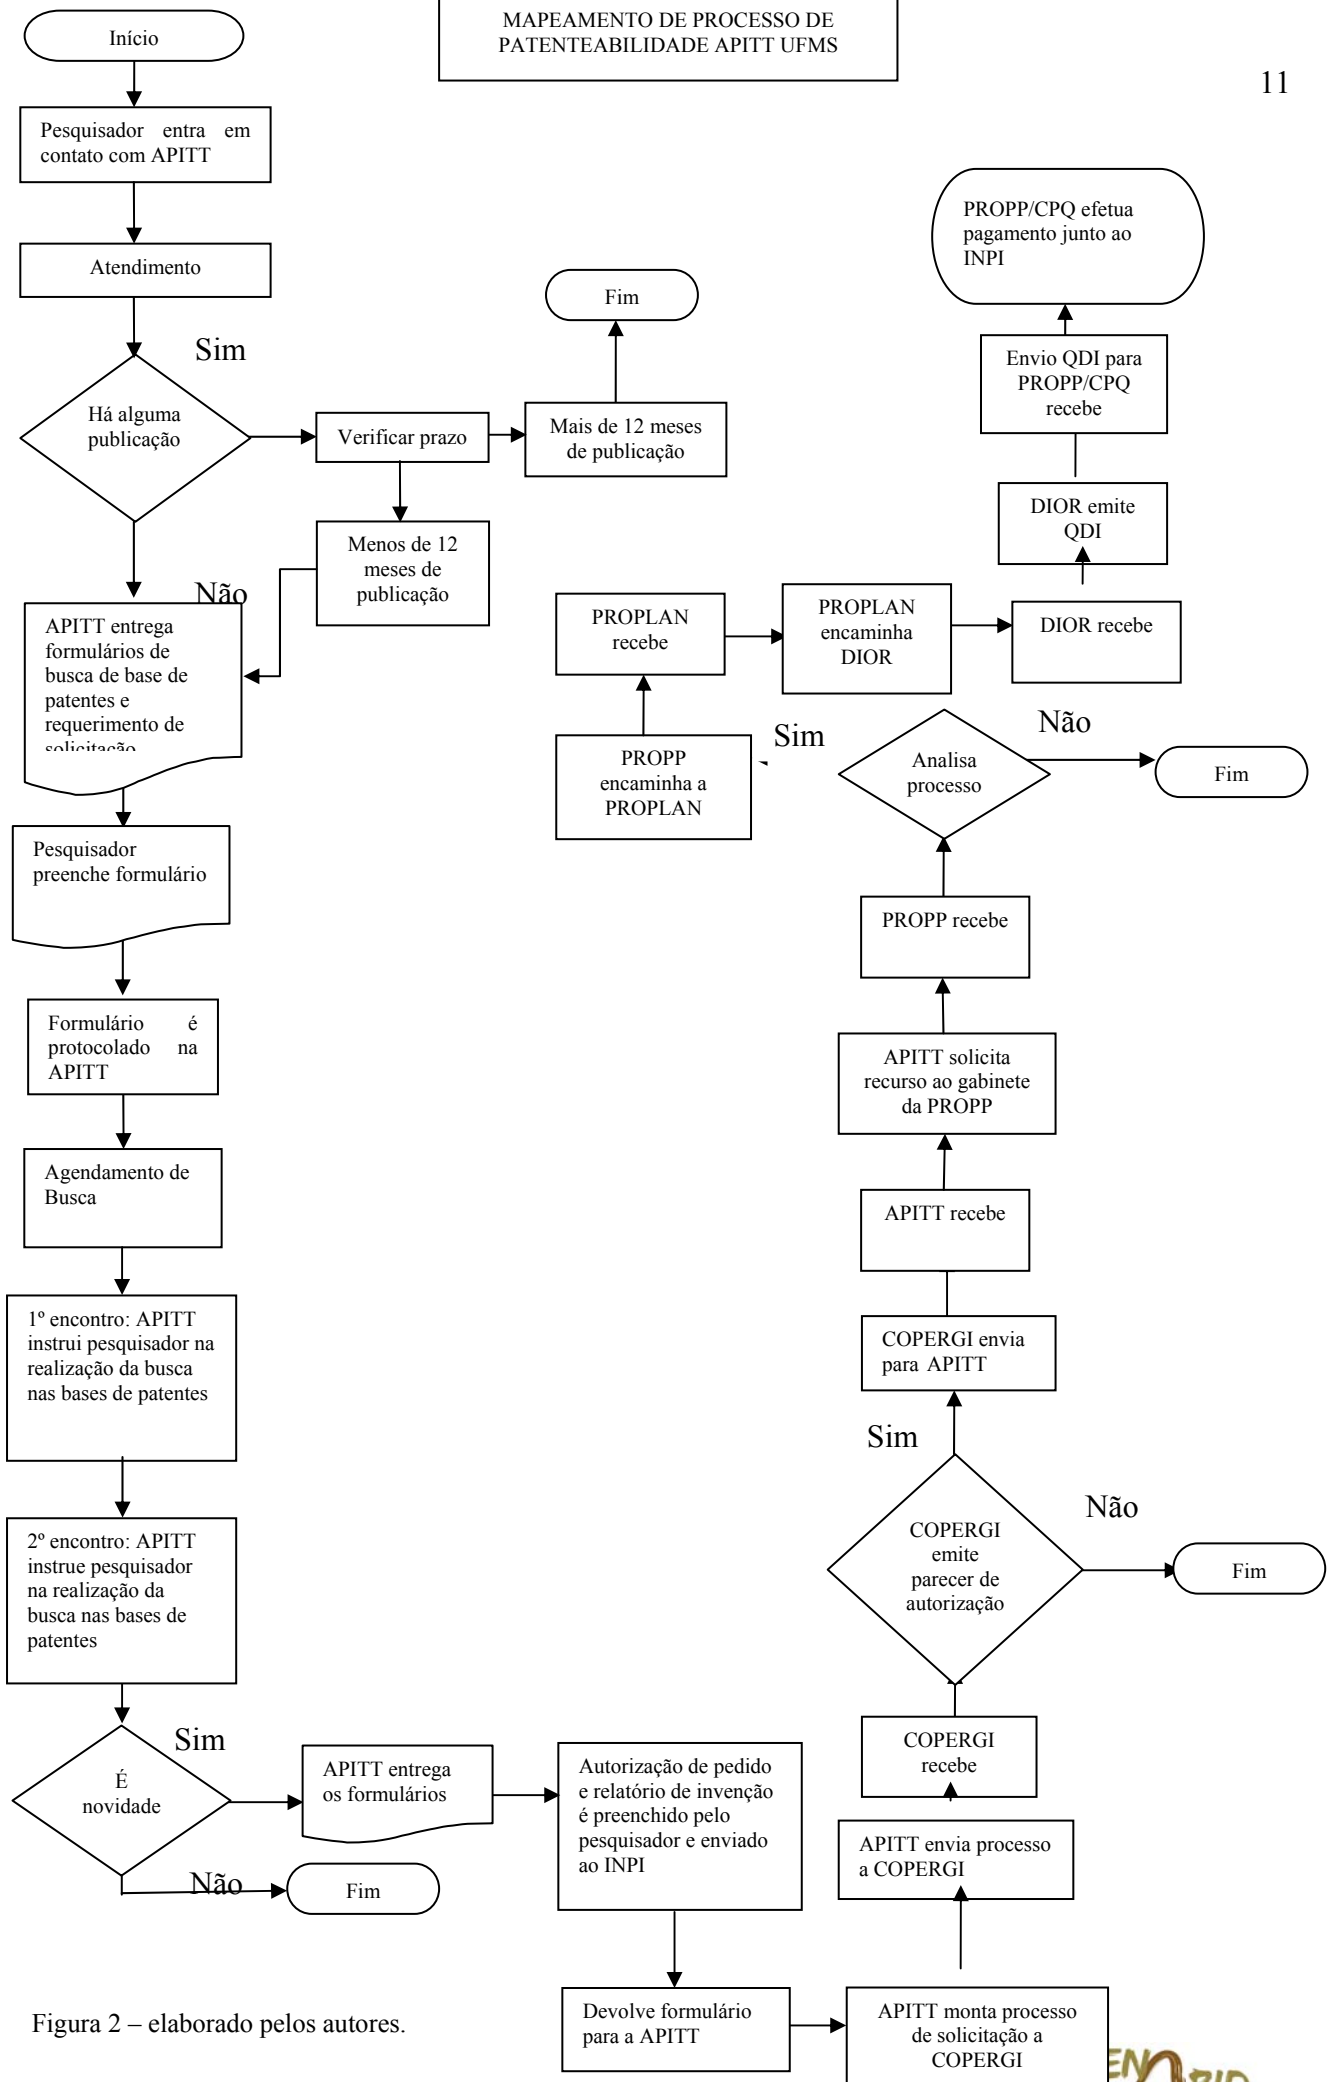 MAPEAMENTO DE PROCESSO DE
PATENTEABILIDADE APITT UFMS
11
Início
Pesquisador entra em
contato com APITT
Atendimento
Há alguma
publicação
Sim
Verificar prazo
Mais de 12 meses
de publicação
Fim
Menos de 12
meses de
publicação
Não
APITT entrega
formulários de
busca de base de
patentes e
requerimento de
solicitação
Pesquisador
preenche formulário
Formulário é
protocolado na
APITT
Agendamento de
Busca
1º encontro: APITT
instrui pesquisador na
realização da busca
nas bases de patentes
2º encontro: APITT
instrue pesquisador
na realização da
busca nas bases de
patentes
É
novidade
Sim
Não
Fim
APITT entrega
os formulários
Autorização de pedido
e relatório de invenção
é preenchido pelo
pesquisador e enviado
ao INPI
Devolve formulário
para a APITT
APITT monta processo
de solicitação a
COPERGI
APITT envia processo
a COPERGI
COPERGI
recebe
COPERGI
emite
parecer de
autorização
Não
Fim
Sim
COPERGI envia
para APITT
APITT recebe
APITT solicita
recurso ao gabinete
da PROPP
PROPP recebe
Analisa
processo
Não
Fim
Sim
PROPP
encaminha a
PROPLAN
PROPLAN
recebe
PROPLAN
encaminha
DIOR
DIOR recebe
DIOR emite
QDI
Envio QDI para
PROPP/CPQ
recebe
PROPP/CPQ efetua
pagamento junto ao
INPI
Figura 2 – elaborado pelos autores.